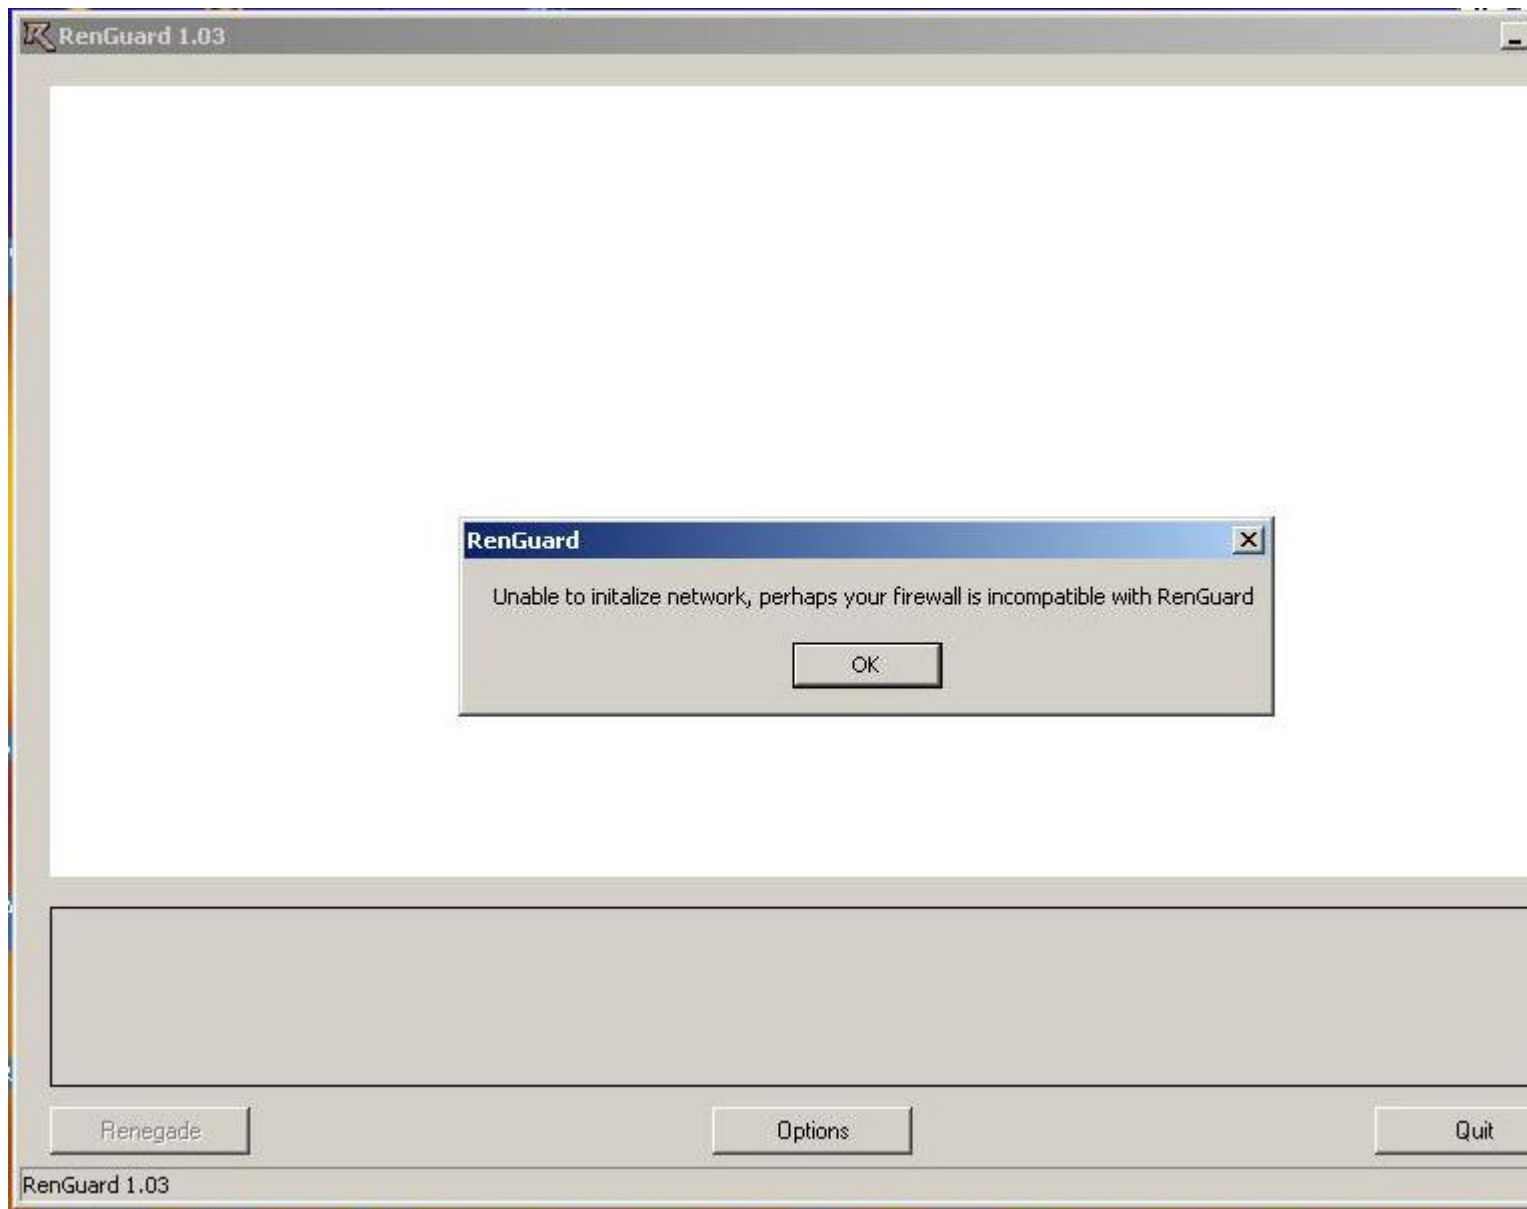 RenGuard 1.03
RenGuard
Unable to initalize network, perhaps your firewall is incompatible with RenGuard
OK
Renegade
Options
Quit
RenGuard 1.03